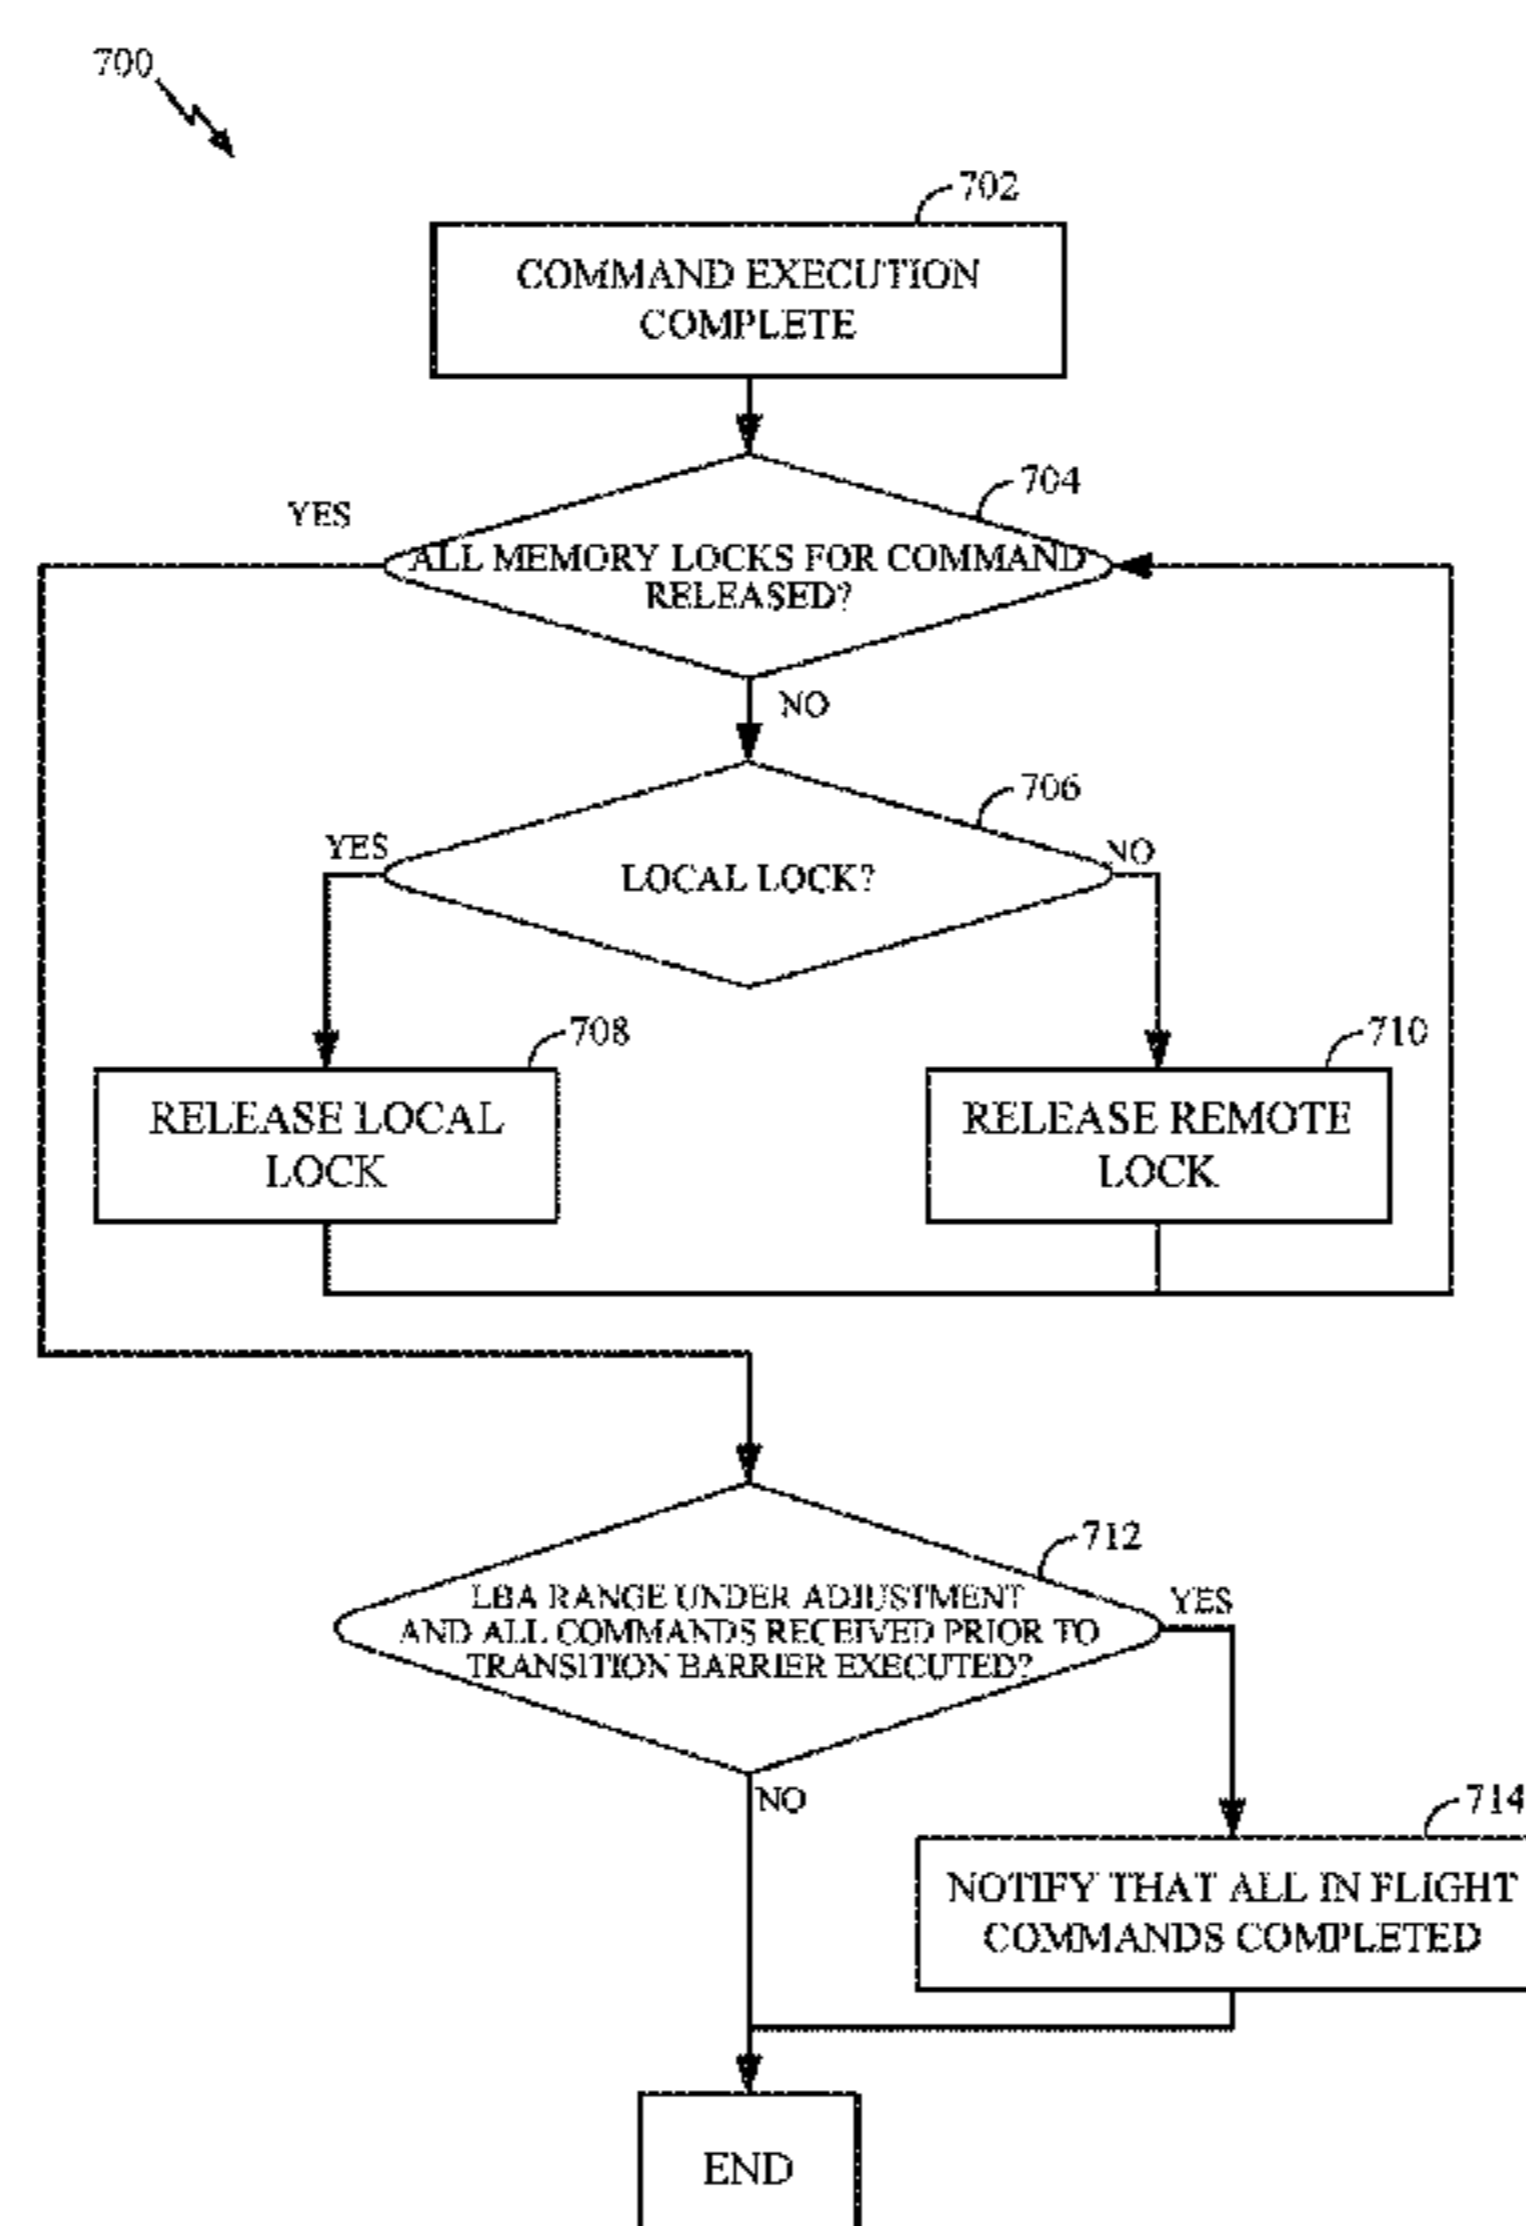 700
702
COMMAND EXECUTION
COMPLETE
704
YES
ALL MEMORY LOCKS FOR COMMAND
RELEASED?
NO
706
YES
NO
LOCAL LOCK?
708
710
RELEASE LOCAL
LOCK
RELEASE REMOTE
LOCK
712
LBA RANGE UNDER ADJUSTMENT
AND ALL COMMANDS RECEIVED PRIOR TO
TRANSITION BARRIER EXECUTED?
YES
NO
714
NOTIFY THAT ALL IN FLIGHT
COMMANDS COMPLETED
END